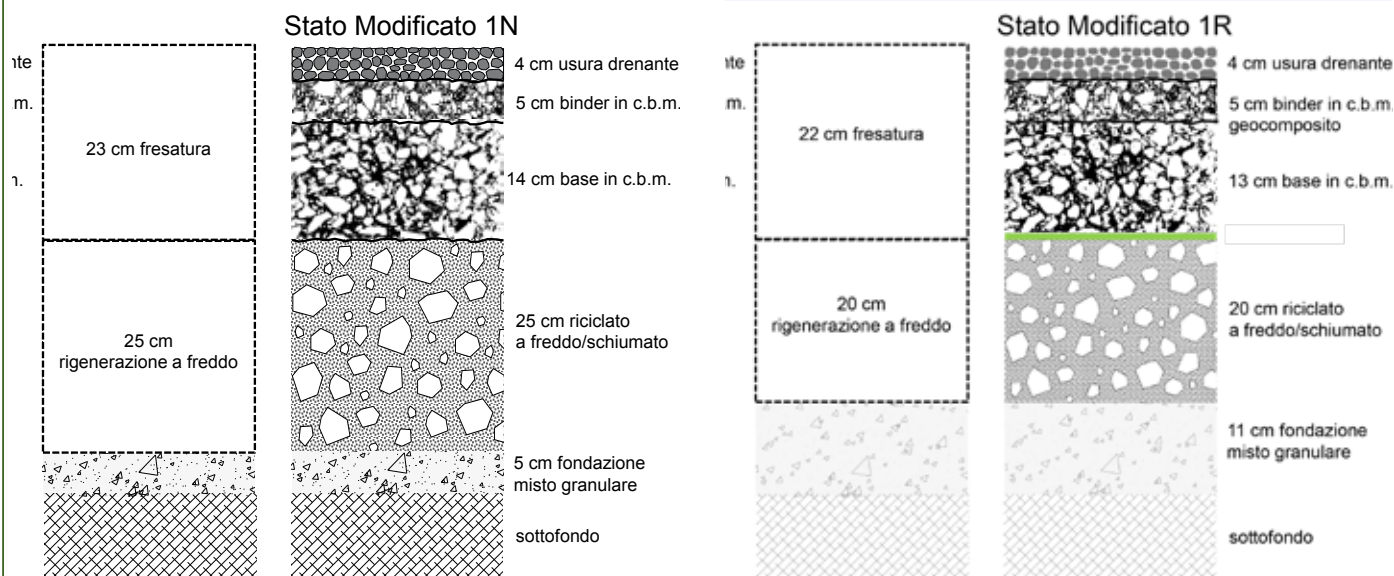 Stato Modificato 1N
nte
m.
n.
23 cm fresatura
25 cm
rigenerazione a freddo
4 cm usura drenante
5 cm binder in c.b.m.
14 cm base in c.b.m.
25 cm riciclato
a freddo/schiumato
5 cm fondazione
misto granulare
sottofondo
Stato Modificato 1R
nte
m.
n.
22 cm fresatura
20 cm
rigenerazione a freddo
4 cm usura drenante
5 cm binder in c.b.m.
geocomposito
13 cm base in c.b.m.
20 cm riciclato
a freddo/schiumato
11 cm fondazione
misto granulare
sottofondo